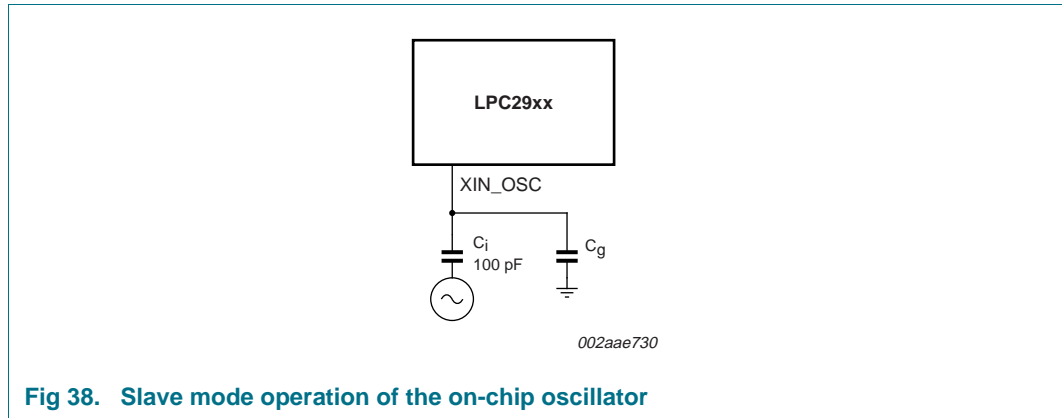 LPC29xx
XIN_OSC
Ci
100 pF
Cg
002aae730
Fig 38. Slave mode operation of the on-chip oscillator